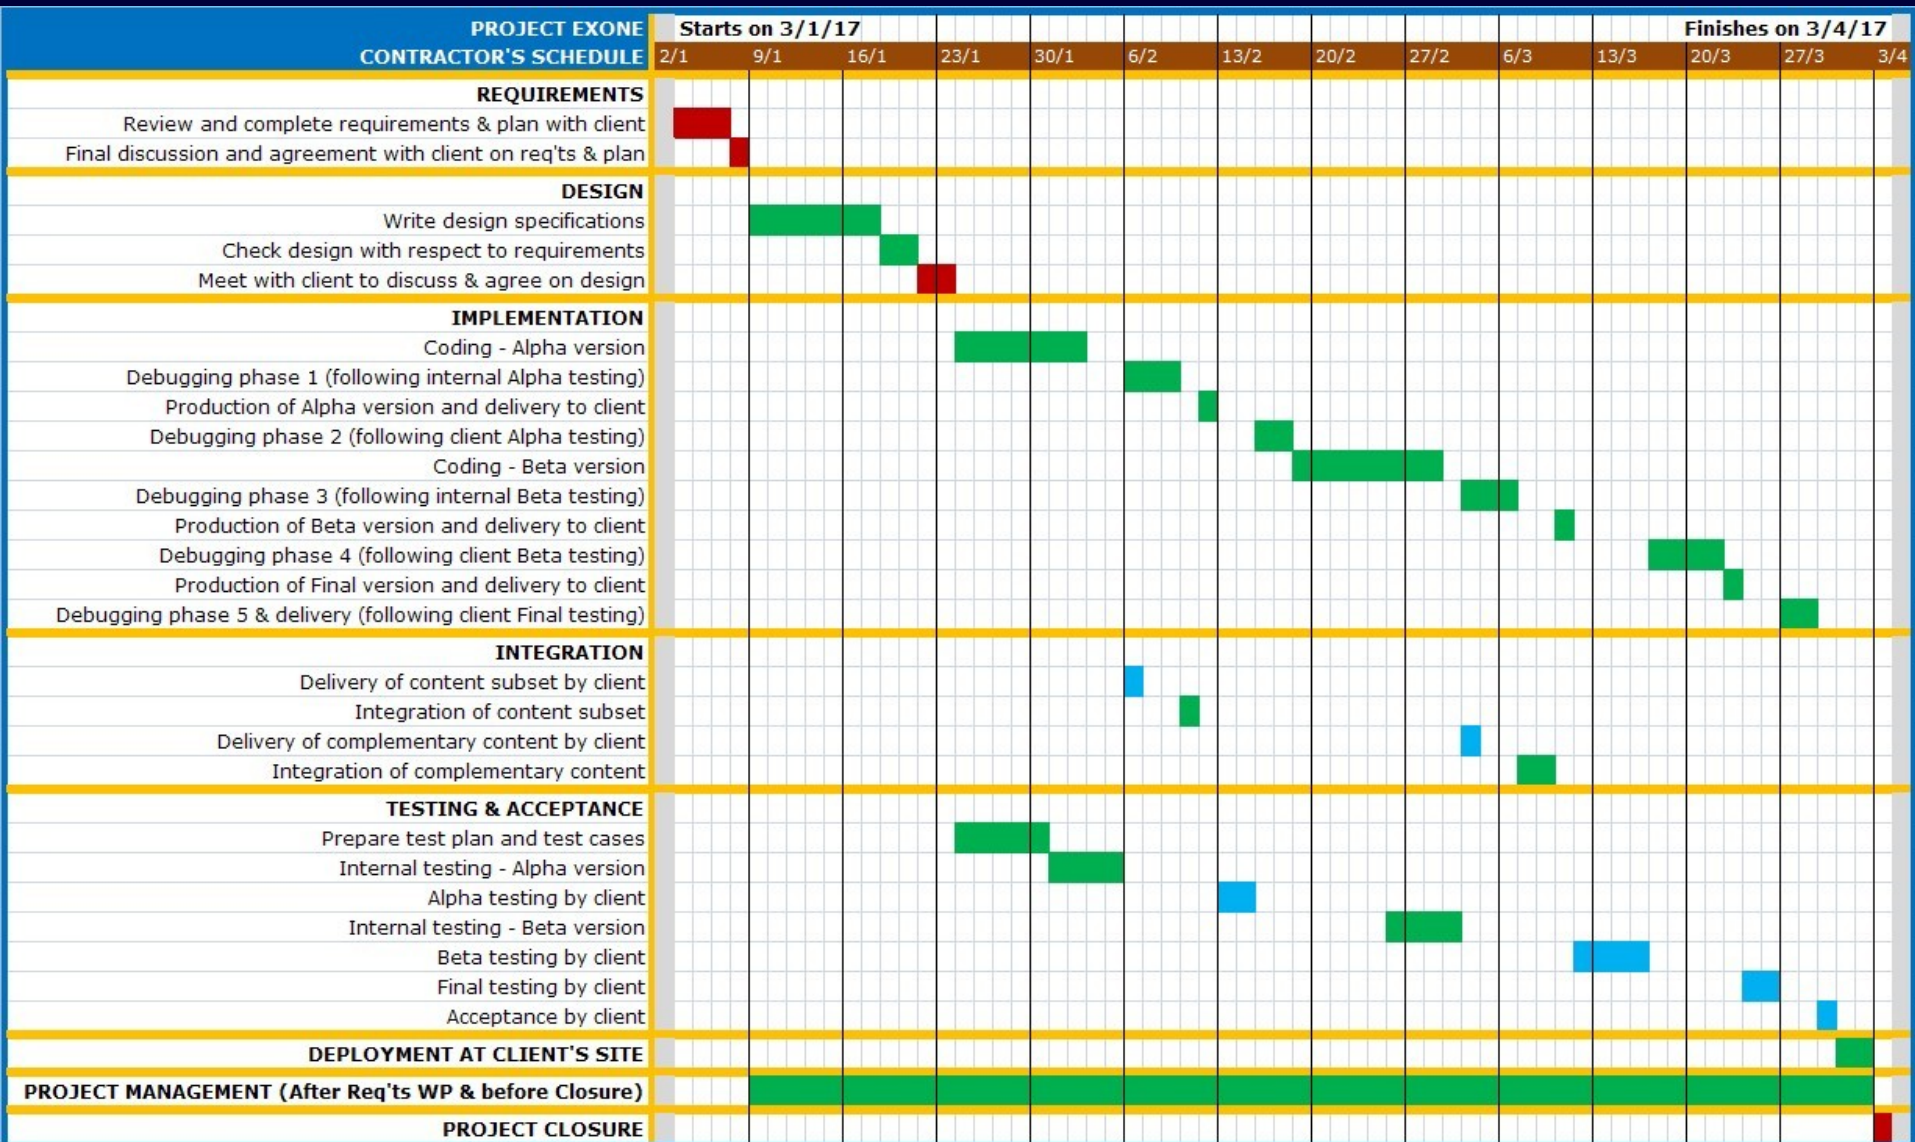 PROJECT EXONE Starts on 3/1/17 Finishes on 3/4/17
CONTRACTOR'S SCHEDULE 2/1 9/1 16/1 23/1 30/1 6/2 13/2 20/2 27/2 6/3 13/3 20/3 27/3 3/4
REQUIREMENTS
Review and complete requirements & plan with client
Final discussion and agreement with client on req'ts & plan
DESIGN
Write design specifications
Check design with respect to requirements
Meet with client to discuss & agree on design
IMPLEMENTATION
Coding - Alpha version
Debugging phase 1 (following internal Alpha testing)
Production of Alpha version and delivery to client
Debugging phase 2 (following client Alpha testing)
Coding - Beta version
Debugging phase 3 (following internal Beta testing)
Production of Beta version and delivery to client
Debugging phase 4 (following client Beta testing)
Production of Final version and delivery to client
Debugging phase 5 & delivery (following client Final testing)
INTEGRATION
Delivery of content subset by client
Integration of content subset
Delivery of complementary content by client
Integration of complementary content
TESTING & ACCEPTANCE
Prepare test plan and test cases
Internal testing - Alpha version
Alpha testing by client
Internal testing - Beta version
Beta testing by client
Final testing by client
Acceptance by client
DEPLOYMENT AT CLIENT'S SITE
PROJECT MANAGEMENT (After Req'ts WP & before Closure)
PROJECT CLOSURE